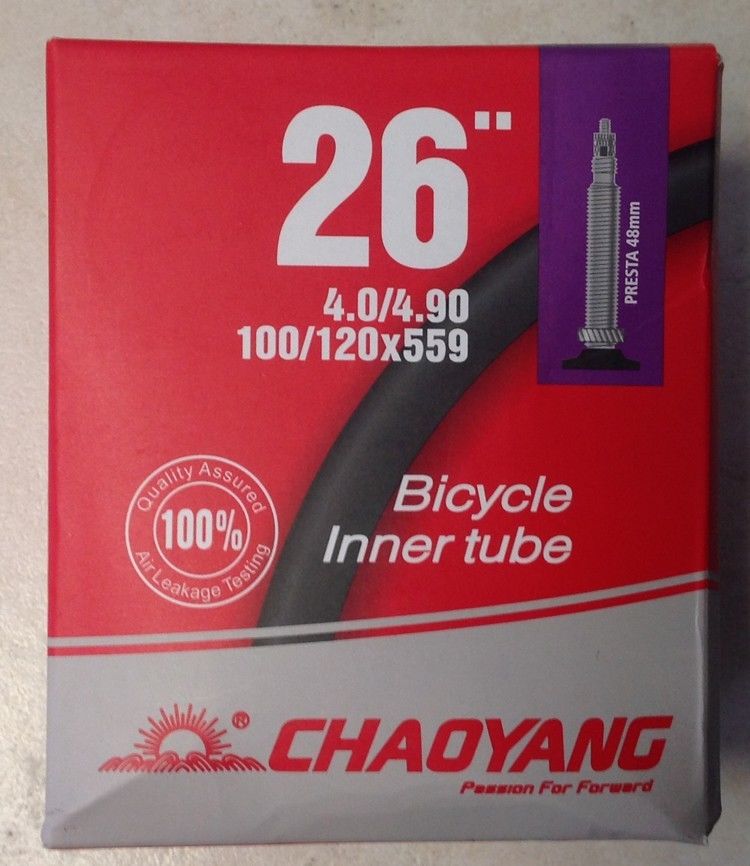 26"
4.0/4.90
100/120x559
PRESTA 48mm
Bicycle
Inner tube
Quality Assured
100%
Air Leakage Testing
®
CHAOYANG
Passion For Forward